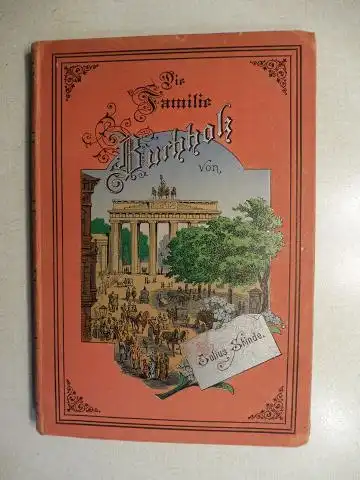 Die
Familie
Buchholz
von
Julius Stinde.